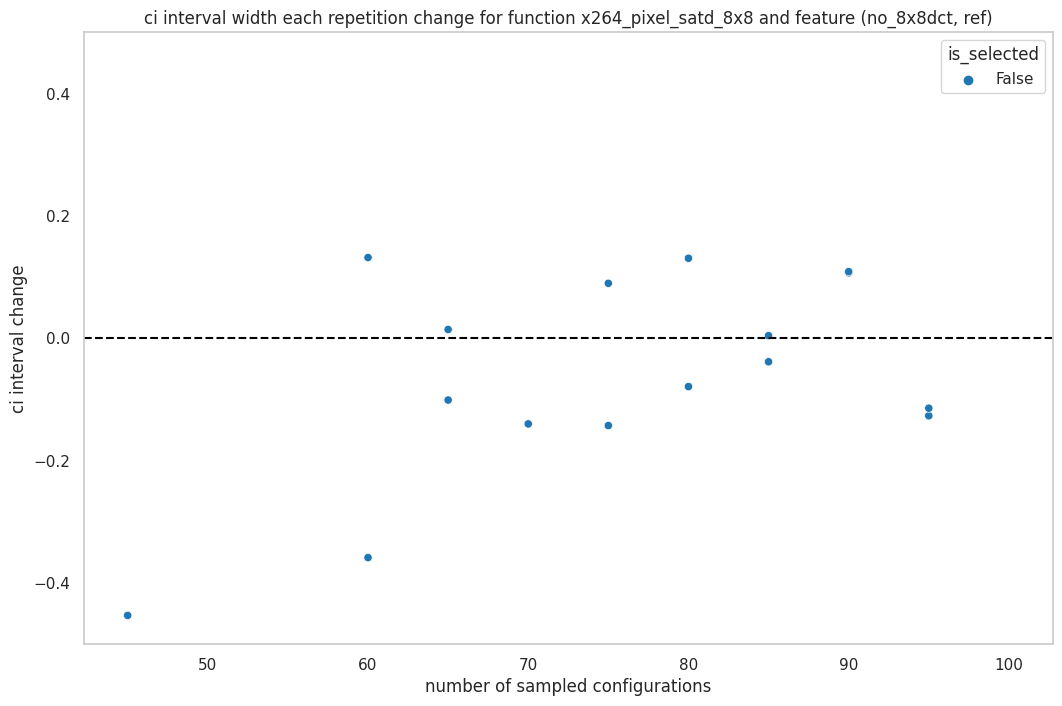 ci interval width each repetition change for function x264_pixel_satd_8x8 and feature (no_8x8dct, ref)
is_selected
False
ci interval change
0.4
0.2
0.0
−0.2
−0.4
50 60 70 80 90 100
number of sampled configurations